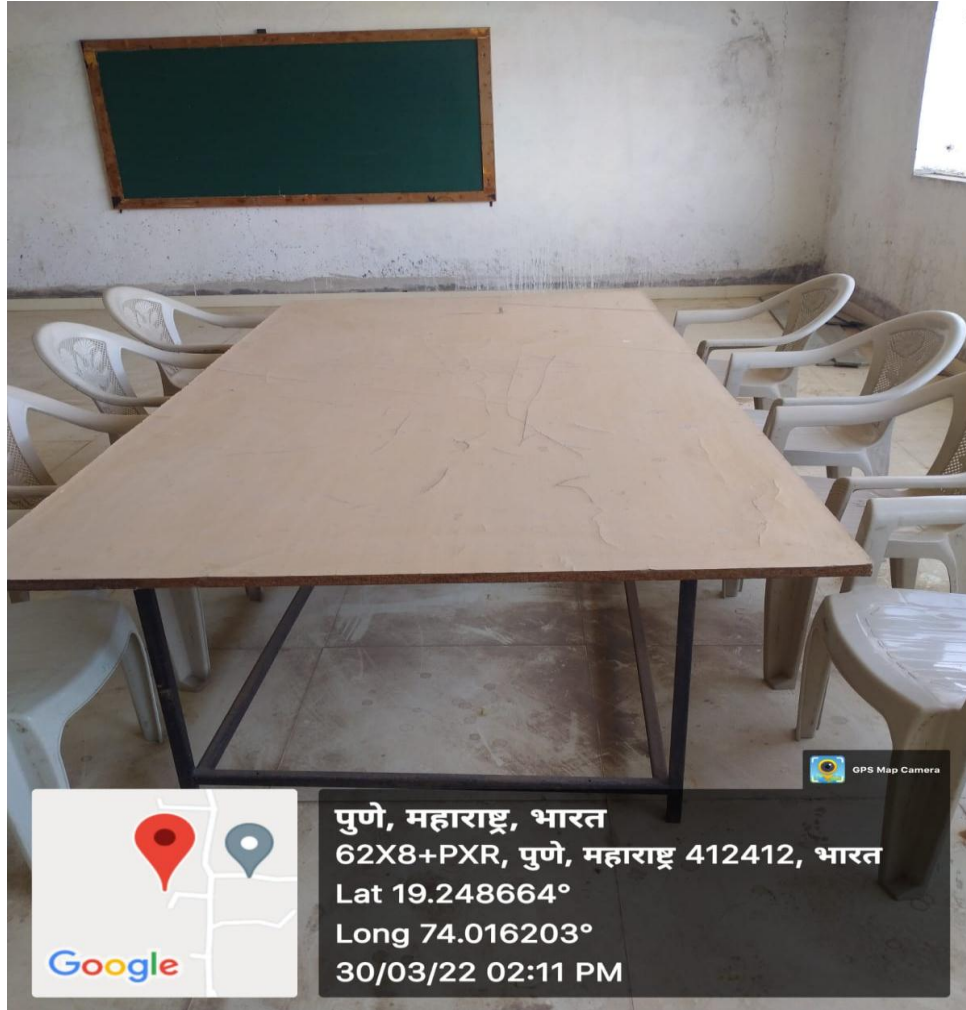 GPS Map Camera
पुणे, महाराष्ट्र, भारत
62X8+PXR, पुणे, महाराष्ट्र 412412, भारत
Lat 19.248664°
Long 74.016203°
30/03/22 02:11 PM
Google